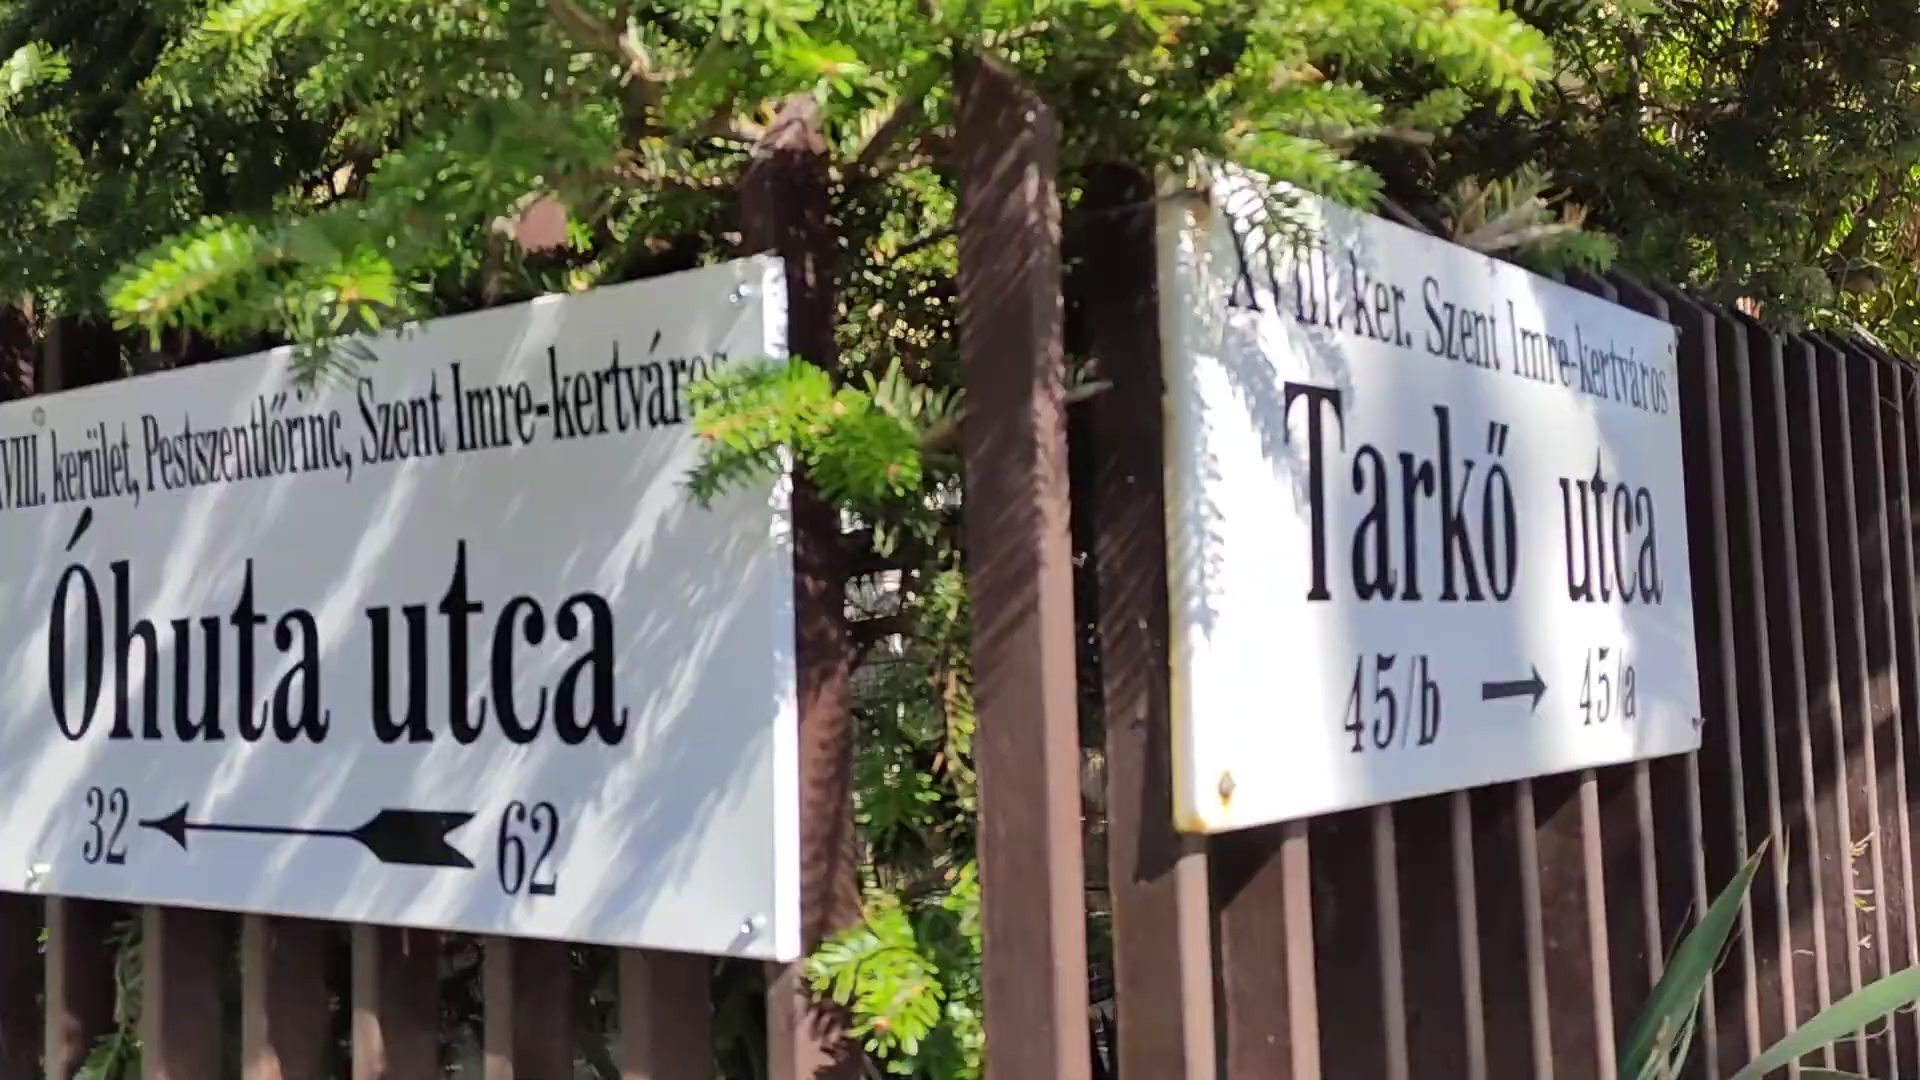 XVIII. kerület, Pestszentlőrinc, Szent Imre-kertváros
Óhuta utca
32 62
XVIII. ker. Szent Imre-kertváros
Tarkő utca
45/b → 45/a